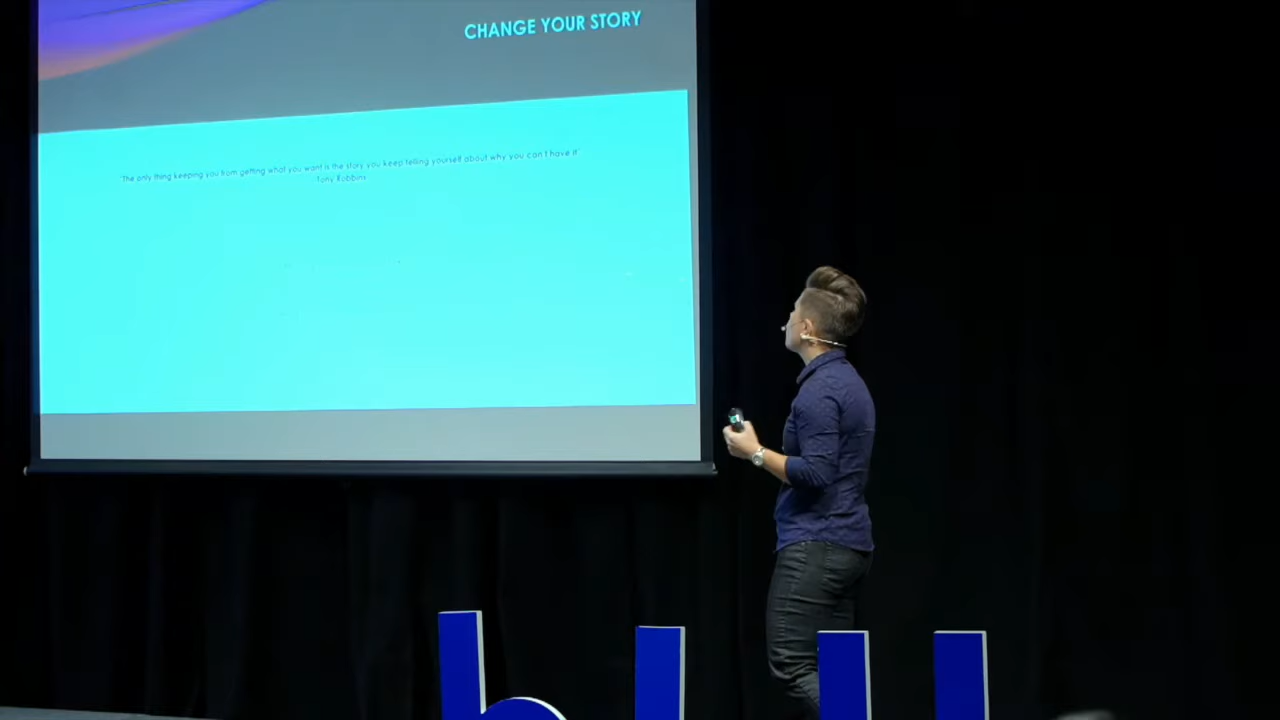 CHANGE YOUR STORY
"The only thing keeping you from getting what you want is the story you keep telling yourself about why you can't have it"
Tony Robbins